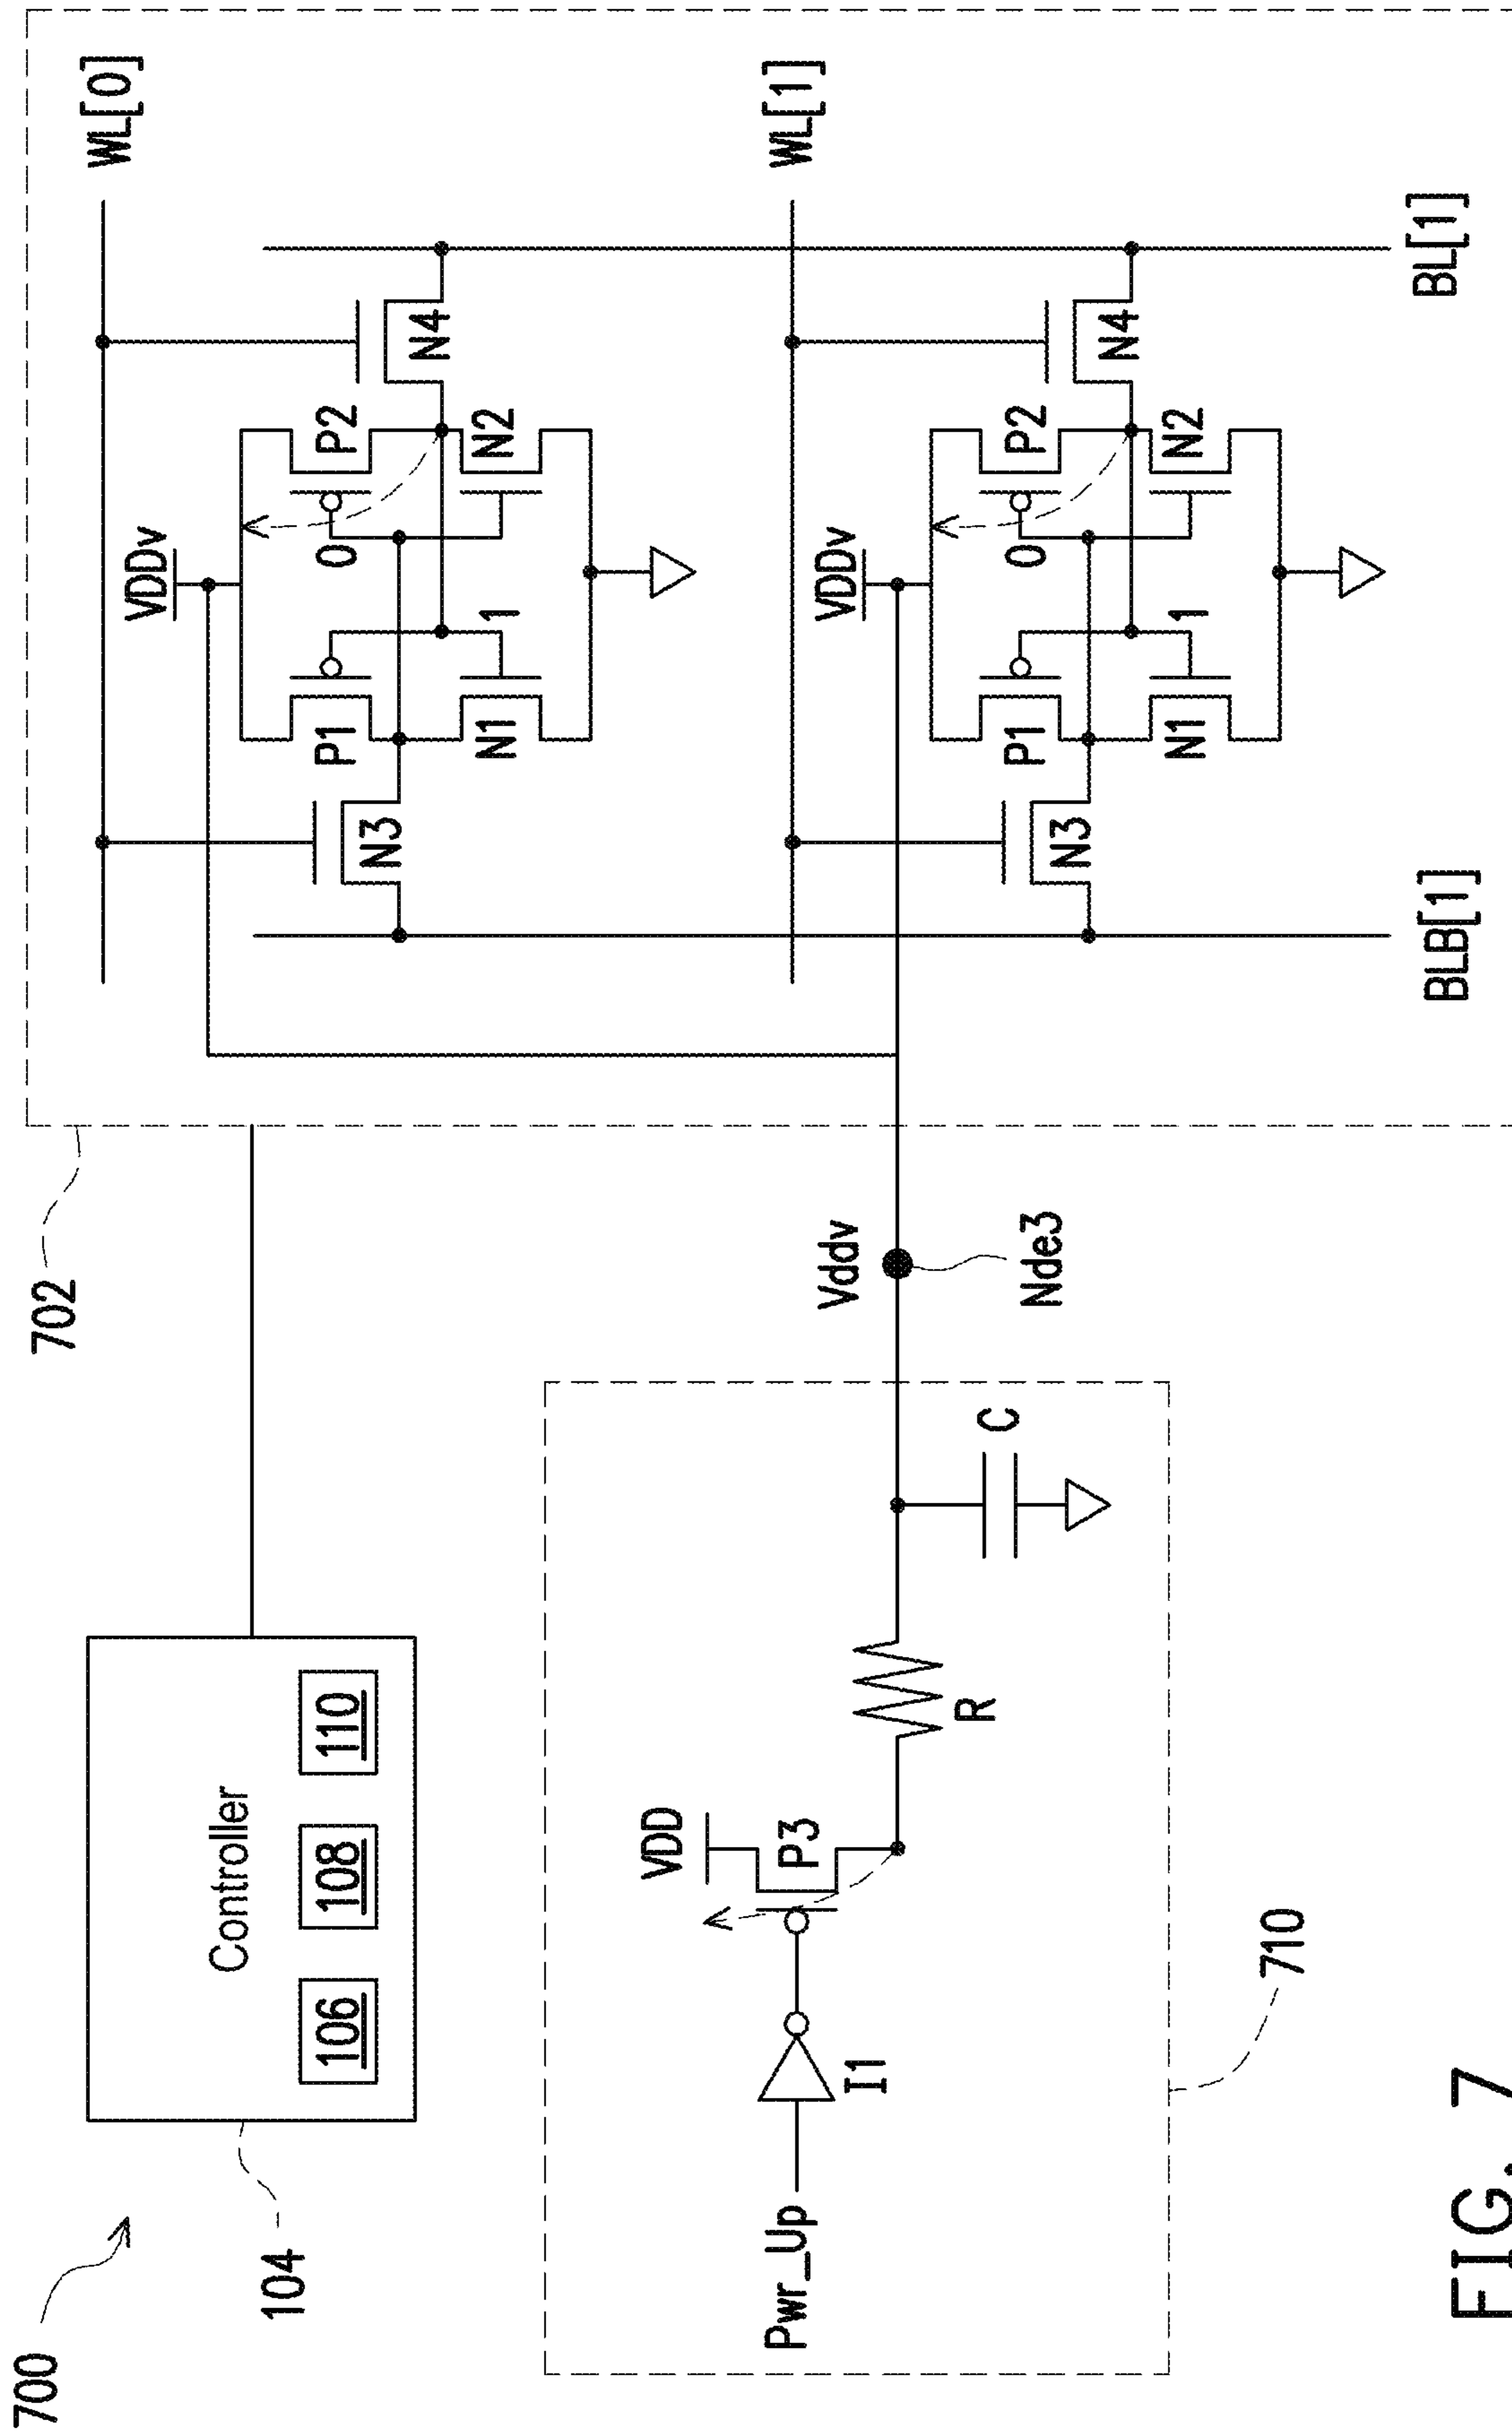 700
104
Controller
106
108
110
702
WL[0]
VDDv
P1
0
P2
N3
N1
1
N2
N4
WL[1]
VDDv
P1
0
P2
N3
N1
1
N2
N4
BLB[1]
BL[1]
Vddv
Nde3
VDD
P3
Pwr_Up
I1
R
C
710
FIG. 7